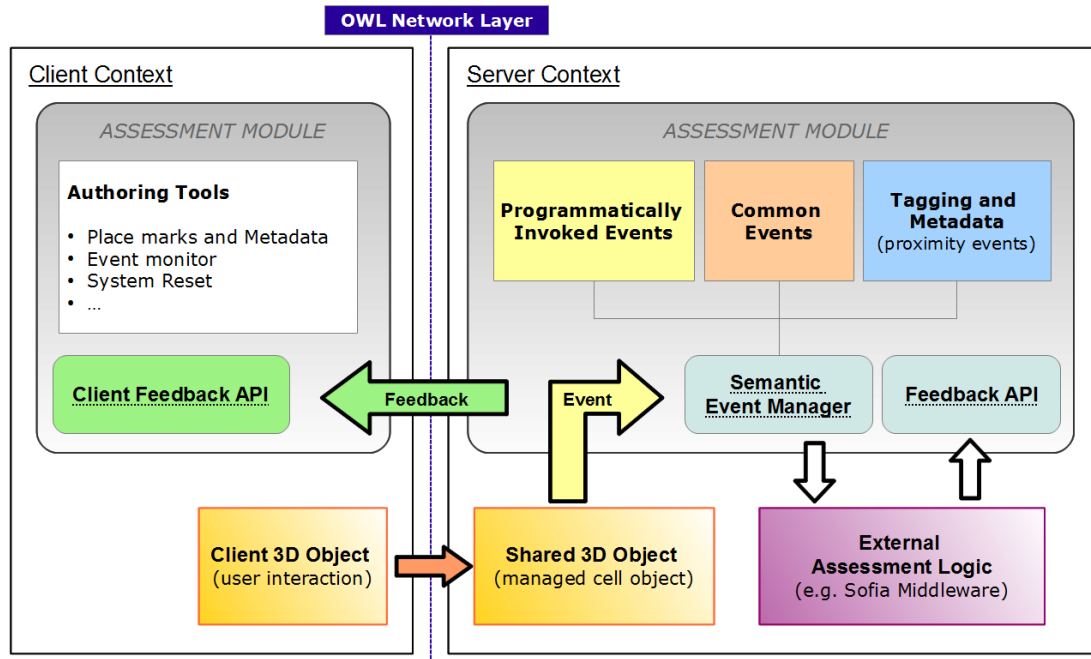 OWL Network Layer
Client Context
ASSESSMENT MODULE
Authoring Tools
• Place marks and Metadata
• Event monitor
• System Reset
• ...
Client Feedback API
Feedback
Client 3D Object
(user interaction)
Server Context
ASSESSMENT MODULE
Programmatically
Invoked Events
Common
Events
Tagging and
Metadata
(proximity events)
Event
Semantic
Event Manager
Feedback API
Shared 3D Object
(managed cell object)
External
Assessment Logic
(e.g. Sofia Middleware)